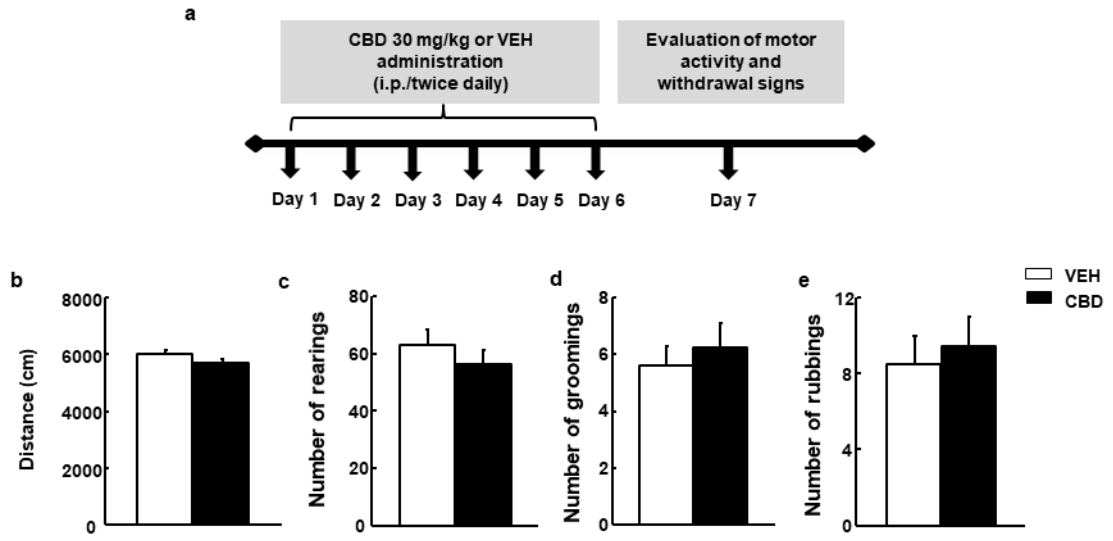 a
CBD 30 mg/kg or VEH
administration
(i.p./twice daily)
Evaluation of motor
activity and
withdrawal signs
Day 1
Day 2
Day 3
Day 4
Day 5
Day 6
Day 7
b
Distance (cm)
8000
6000
4000
2000
0
c
Number of rearings
80
60
40
20
0
d
Number of groomings
8
6
4
2
0
e
Number of rubbings
12
8
4
0
VEH
CBD